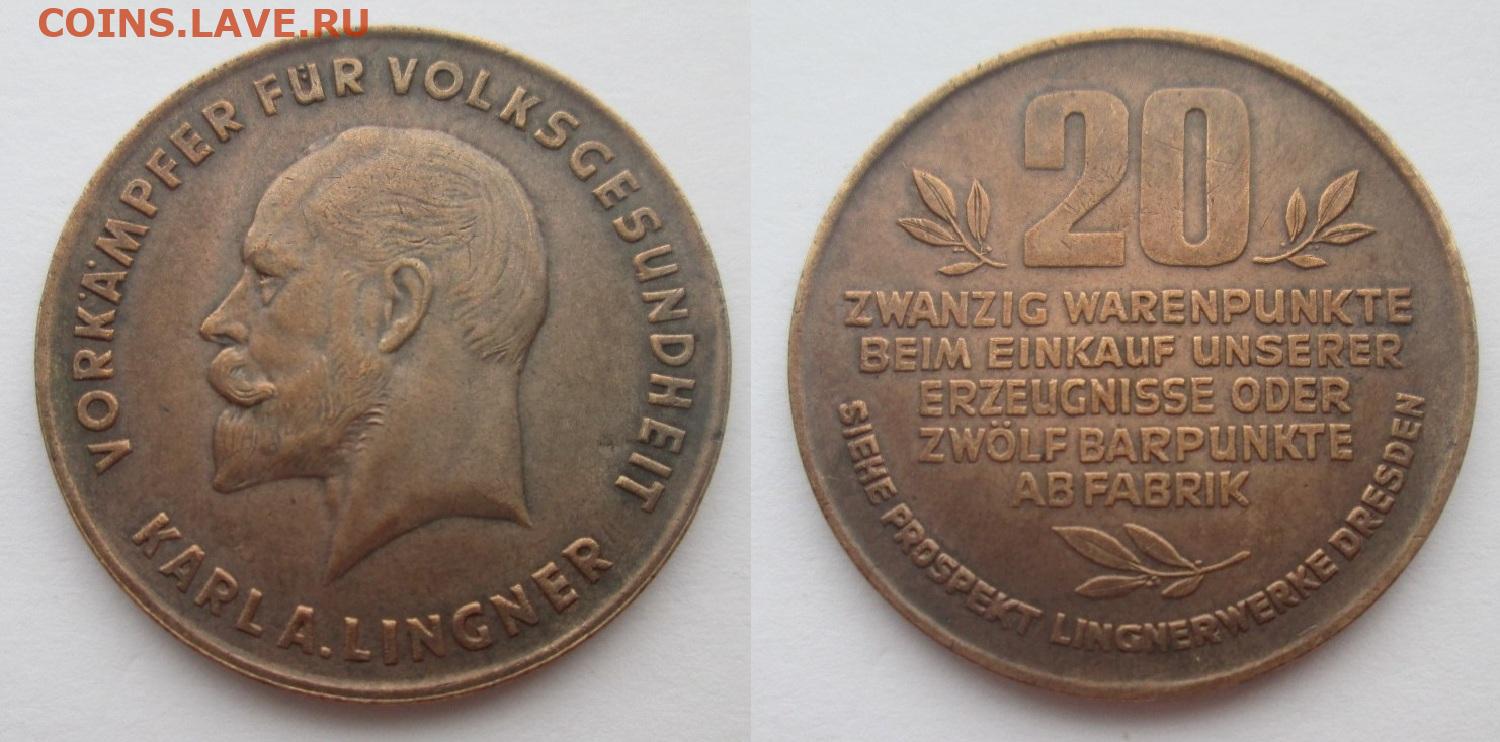 COINS.LAVE.RU
VORKÄMPFER FÜR VOLKSGESUNDHEIT
KARL A. LINGNER
20
ZWANZIG WARENPUNKTE
BEIM EINKAUF UNSERER
ERZEUGNISSE ODER
ZWÖLF BARPUNKTE
AB FABRIK
SIEHE PROSPEKT LINGNERWERKE DRESDEN